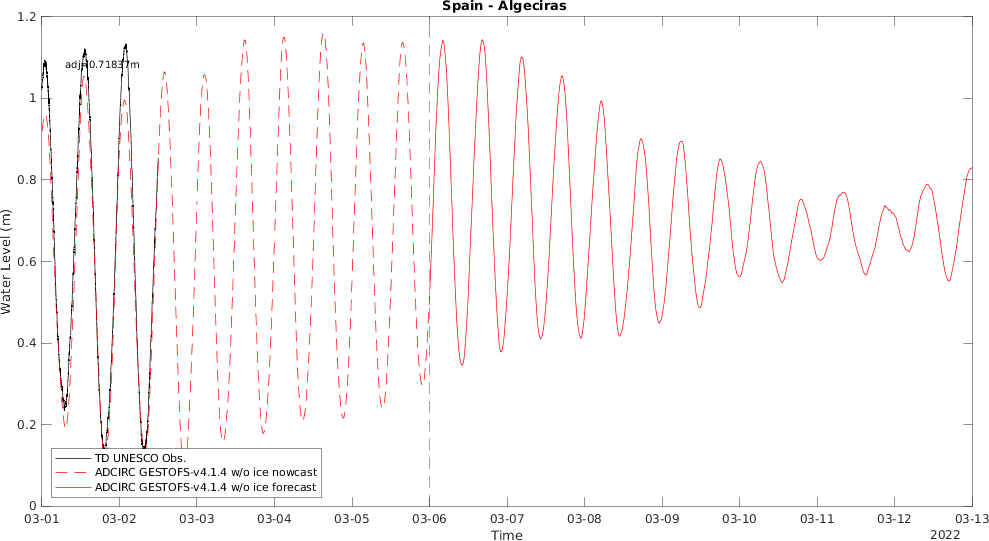 Spain - Algeciras
Water Level (m)
1.2
1
0.8
0.6
0.4
0.2
0
TD UNESCO Obs.
ADCIRC GESTOFS-v4.1.4 w/o ice nowcast
ADCIRC GESTOFS-v4.1.4 w/o ice forecast
03-01 03-02 03-03 03-04 03-05 03-06 03-07 03-08 03-09 03-10 03-11 03-12 03-13
Time
2022